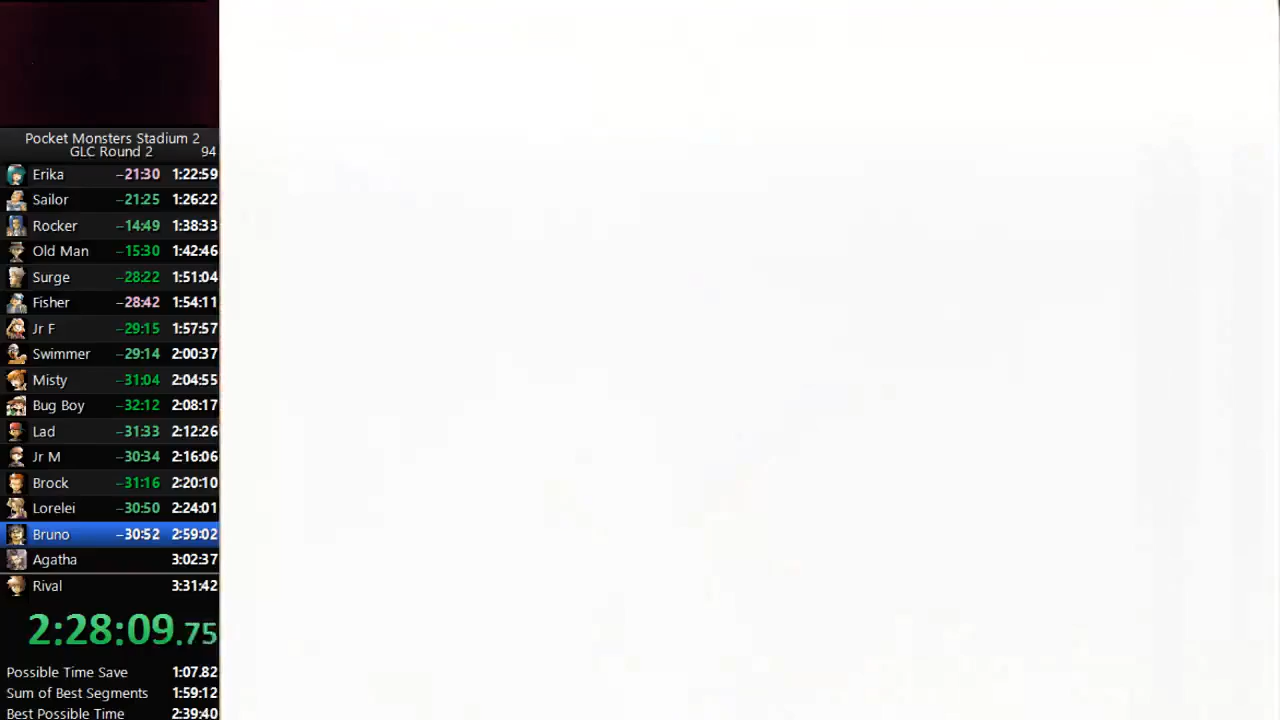 Pocket Monsters Stadium 2
GLC Round 2 94
Erika −21:30 1:22:59
Sailor −21:25 1:26:22
Rocker −14:49 1:38:33
Old Man −15:30 1:42:46
Surge −28:22 1:51:04
Fisher −28:42 1:54:11
Jr F −29:15 1:57:57
Swimmer −29:14 2:00:37
Misty −31:04 2:04:55
Bug Boy −32:12 2:08:17
Lad −31:33 2:12:26
Jr M −30:34 2:16:06
Brock −31:16 2:20:10
Lorelei −30:50 2:24:01
Bruno −30:52 2:59:02
Agatha 3:02:37
Rival 3:31:42
2:28:09.75
Possible Time Save 1:07.82
Sum of Best Segments 1:59:12
Best Possible Time 2:39:40